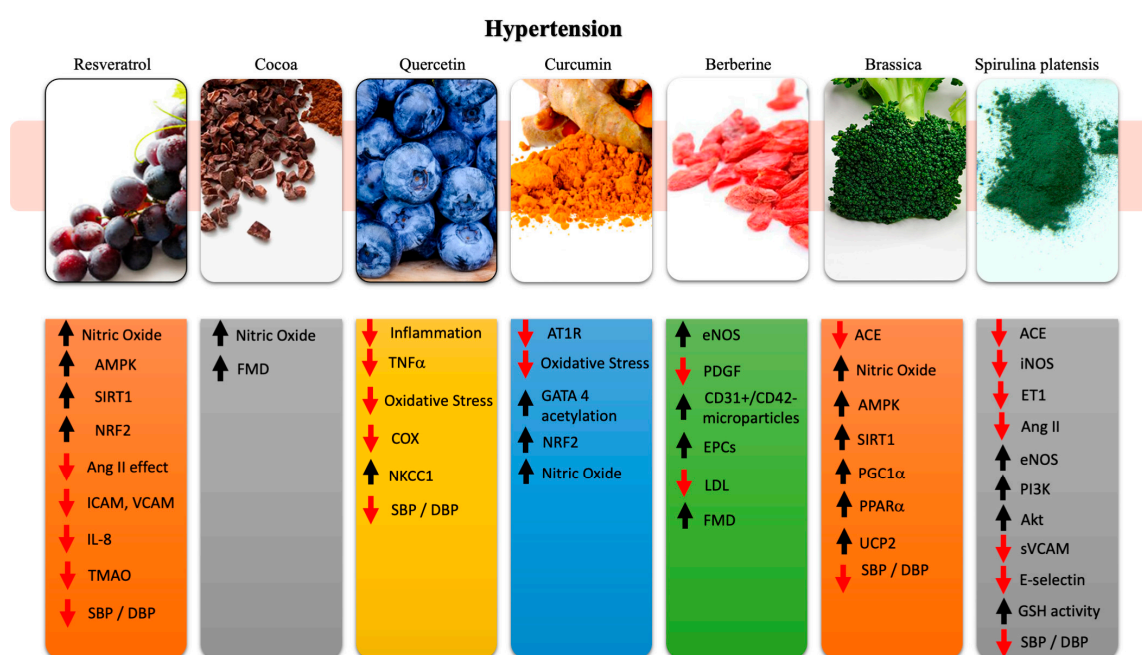 Hypertension
Resveratrol
Cocoa
Quercetin
Curcumin
Berberine
Brassica
Spirulina platensis
Nitric Oxide
AMPK
SIRT1
NRF2
Ang II effect
ICAM, VCAM
IL-8
TMAO
SBP / DBP
Nitric Oxide
FMD
Inflammation
TNFα
Oxidative Stress
COX
NKCC1
SBP / DBP
AT1R
Oxidative Stress
GATA 4
acetylation
NRF2
Nitric Oxide
eNOS
PDGF
CD31+/CD42-
microparticles
EPCs
LDL
FMD
ACE
Nitric Oxide
AMPK
SIRT1
PGC1α
PPARα
UCP2
SBP / DBP
ACE
iNOS
ET1
Ang II
eNOS
PI3K
Akt
sVCAM
E-selectin
GSH activity
SBP / DBP